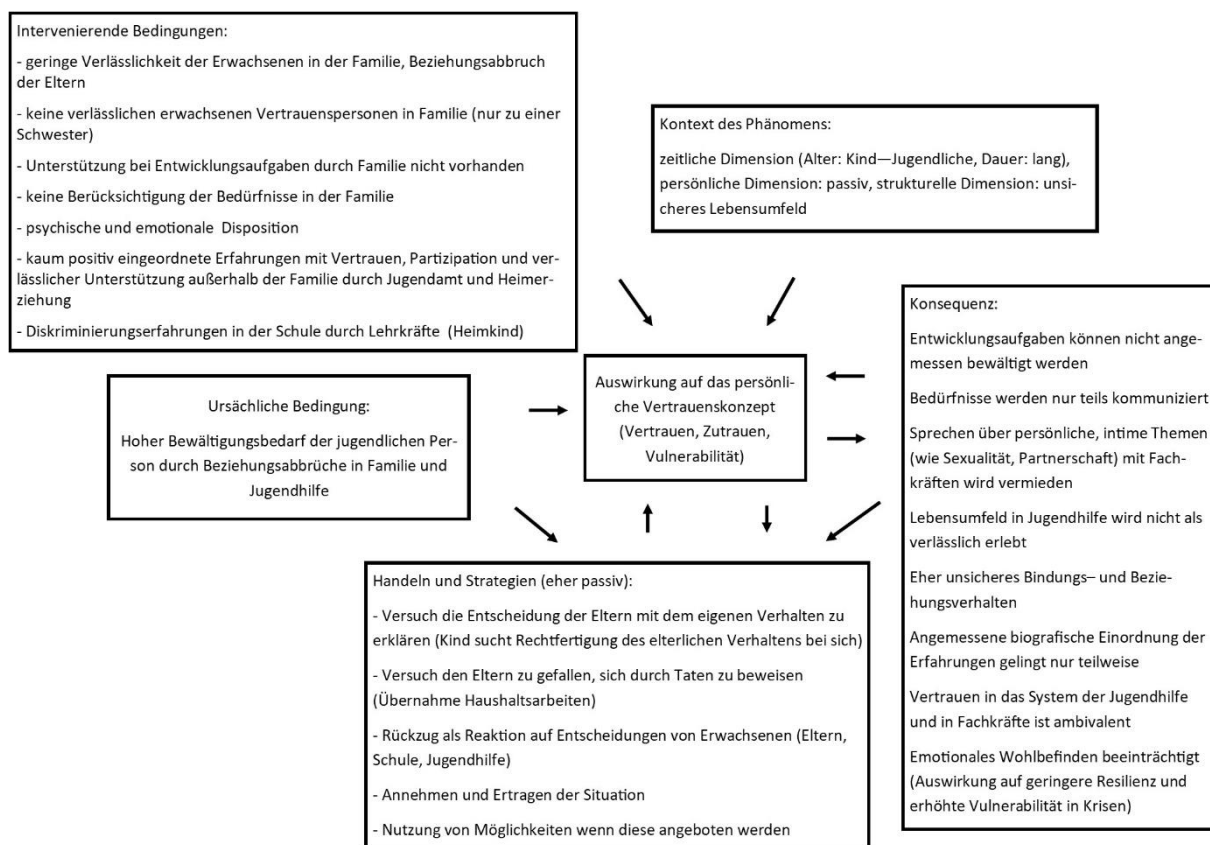 Intervenierende Bedingungen:
- geringe Verlässlichkeit der Erwachsenen in der Familie, Beziehungsabbruch
der Eltern
- keine verlässlichen erwachsenen Vertrauenspersonen in Familie (nur zu einer
Schwester)
- Unterstützung bei Entwicklungsaufgaben durch Familie nicht vorhanden
- keine Berücksichtigung der Bedürfnisse in der Familie
- psychische und emotionale Disposition
- kaum positiv eingeordnete Erfahrungen mit Vertrauen, Partizipation und ver-
lässlicher Unterstützung außerhalb der Familie durch Jugendamt und Heimer-
ziehung
- Diskriminierungserfahrungen in der Schule durch Lehrkräfte (Heimkind)
Kontext des Phänomens:
zeitliche Dimension (Alter: Kind—Jugendliche, Dauer: lang),
persönliche Dimension: passiv, strukturelle Dimension: unsi-
cheres Lebensumfeld
Ursächliche Bedingung:
Hoher Bewältigungsbedarf der jugendlichen Per-
son durch Beziehungsabbrüche in Familie und
Jugendhilfe
Auswirkung auf das persönli-
che Vertrauenskonzept
(Vertrauen, Zutrauen,
Vulnerabilität)
Konsequenz:
Entwicklungsaufgaben können nicht ange-
messen bewältigt werden
Bedürfnisse werden nur teils kommuniziert
Sprechen über persönliche, intime Themen
(wie Sexualität, Partnerschaft) mit Fach-
kräften wird vermieden
Lebensumfeld in Jugendhilfe wird nicht als
verlässlich erlebt
Eher unsicheres Bindungs– und Bezie-
hungsverhalten
Angemessene biografische Einordnung der
Erfahrungen gelingt nur teilweise
Vertrauen in das System der Jugendhilfe
und in Fachkräfte ist ambivalent
Emotionales Wohlbefinden beeinträchtigt
(Auswirkung auf geringere Resilienz und
erhöhte Vulnerabilität in Krisen)
Handeln und Strategien (eher passiv):
- Versuch die Entscheidung der Eltern mit dem eigenen Verhalten zu
erklären (Kind sucht Rechtfertigung des elterlichen Verhaltens bei sich)
- Versuch den Eltern zu gefallen, sich durch Taten zu beweisen
(Übernahme Haushaltsarbeiten)
- Rückzug als Reaktion auf Entscheidungen von Erwachsenen (Eltern,
Schule, Jugendhilfe)
- Annehmen und Ertragen der Situation
- Nutzung von Möglichkeiten wenn diese angeboten werden